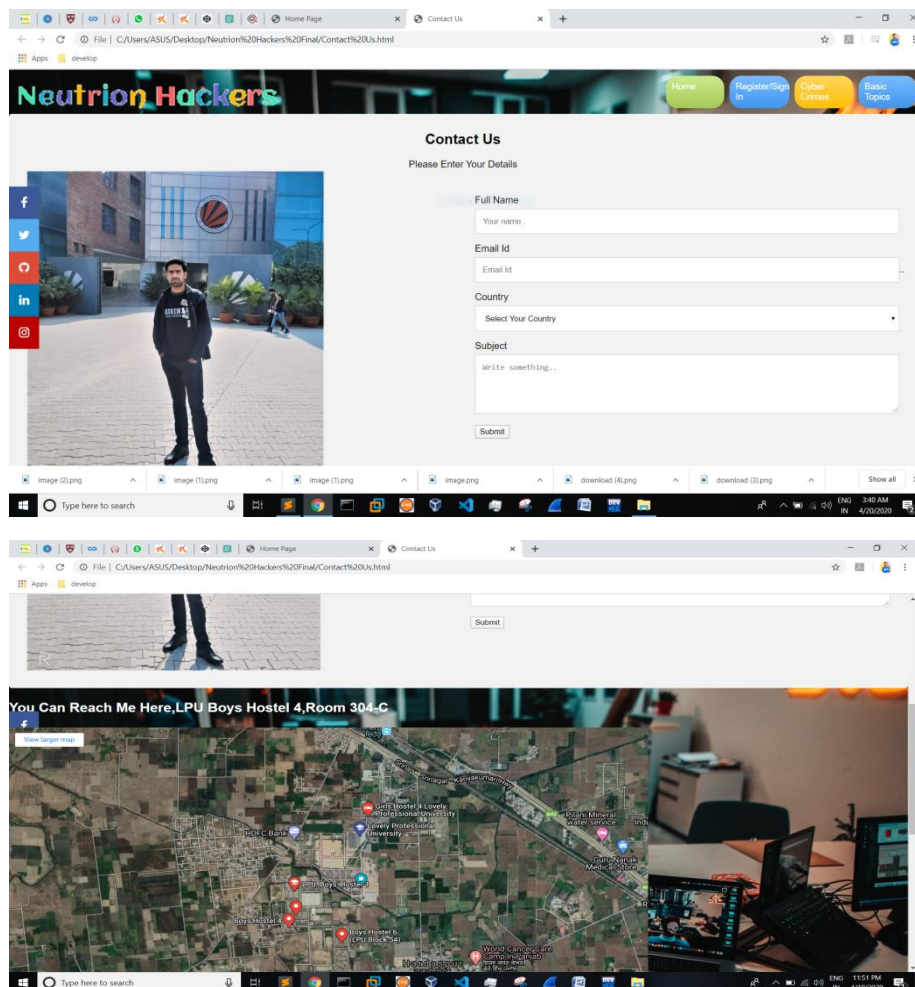 Home Page
Contact Us
File | C:/Users/ASUS/Desktop/Neutrion%20Hackers%20Final/Contact%20Us.html
Apps
develop
Neutrion Hackers
Home
Register/Sign
In
Cyber
Crimes
Basic
Topics
Contact Us
Please Enter Your Details
Full Name
Your name..
Email Id
Email Id
Country
Select Your Country
Subject
Write something..
Submit
image (2).png
image (1).png
image (1).png
image.png
download (4).png
download (3).png
Show all
Type here to search
ENG
IN
3:40 AM
4/20/2020
Home Page
Contact Us
File | C:/Users/ASUS/Desktop/Neutrion%20Hackers%20Final/Contact%20Us.html
Apps
develop
Submit
You Can Reach Me Here,LPU Boys Hostel 4,Room 304-C
View larger map
Girls Hostel 4 Lovely
Professional University
HDFC Bank
Lovely Professional
University
Pilani Mineral
water service
Guru Nanak
Medical Store
LPU, Boys Hostel 1
Boys Hostel 4
Boys Hostel 6
(LPU Block 54)
World Cancer Care
Camp In Panjab
Type here to search
ENG
IN
11:51 PM